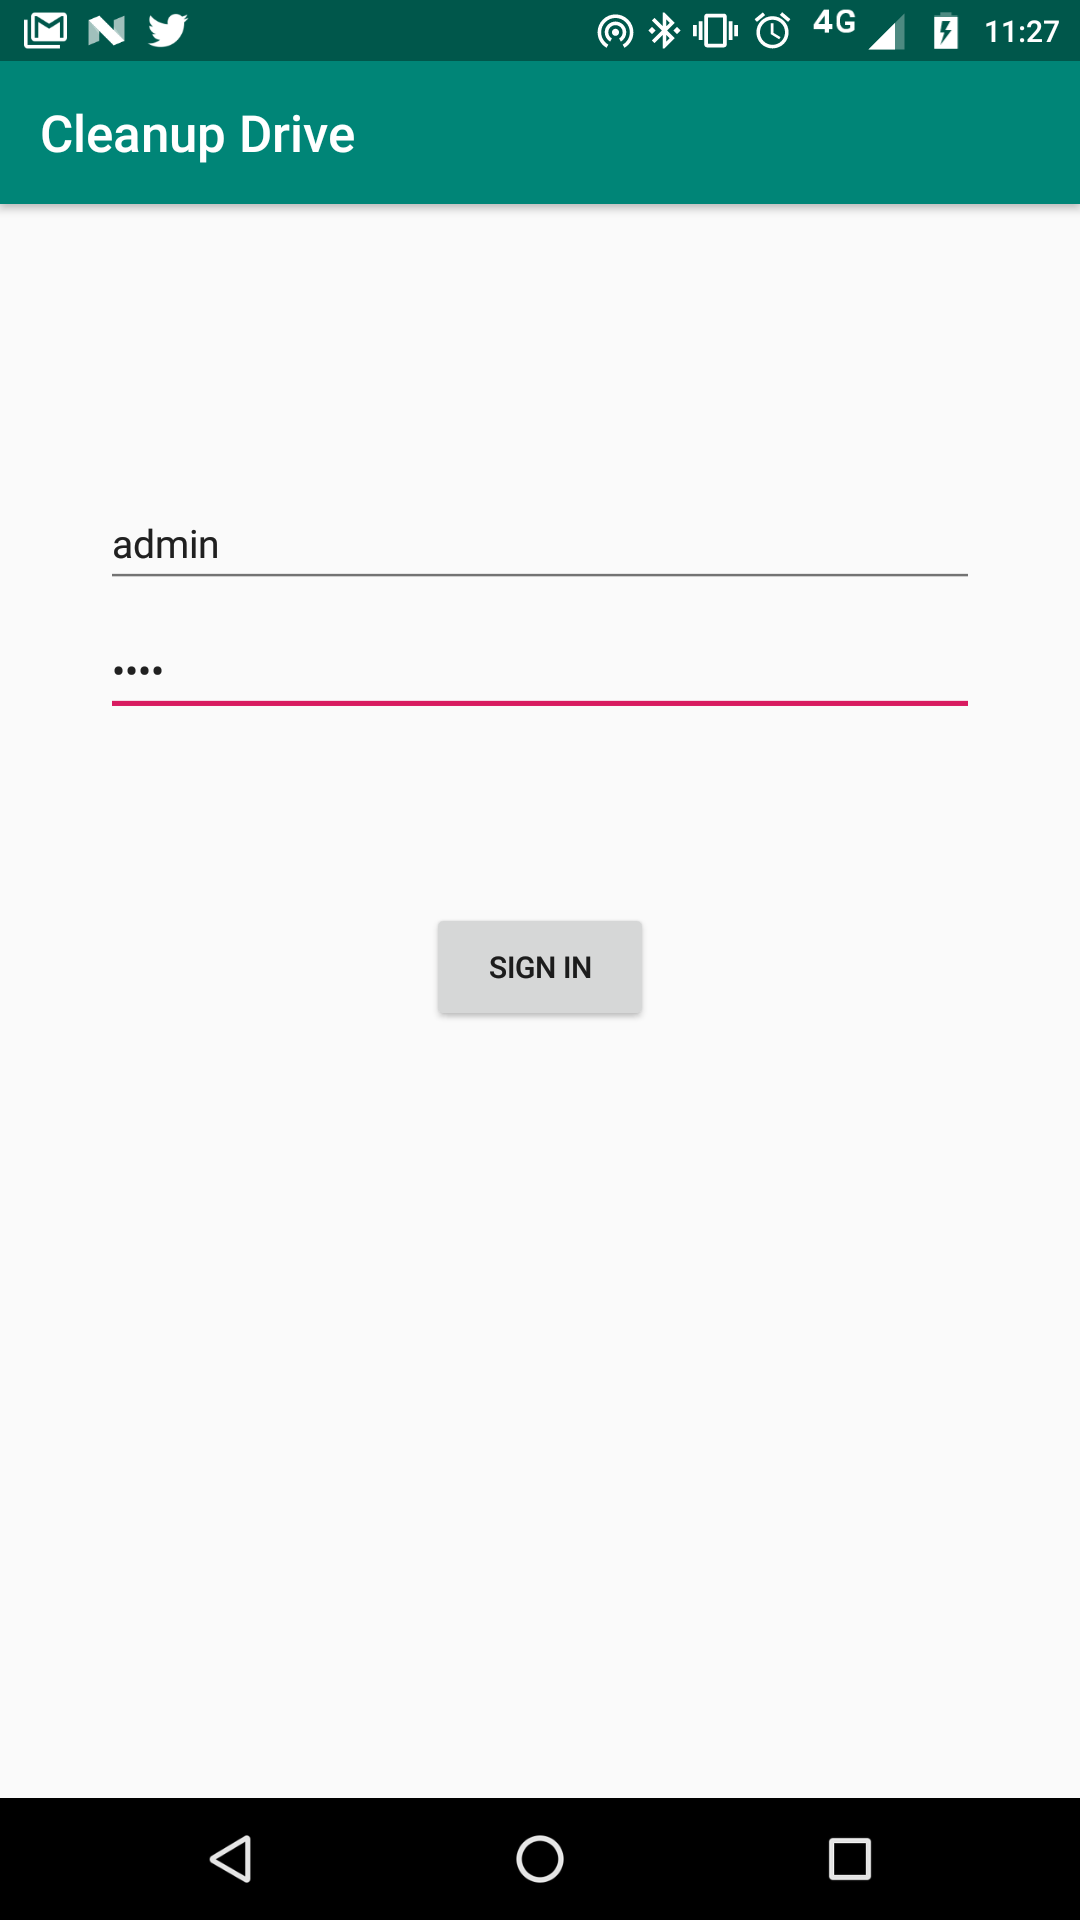 4G 11:27
Cleanup Drive
admin
••••
SIGN IN